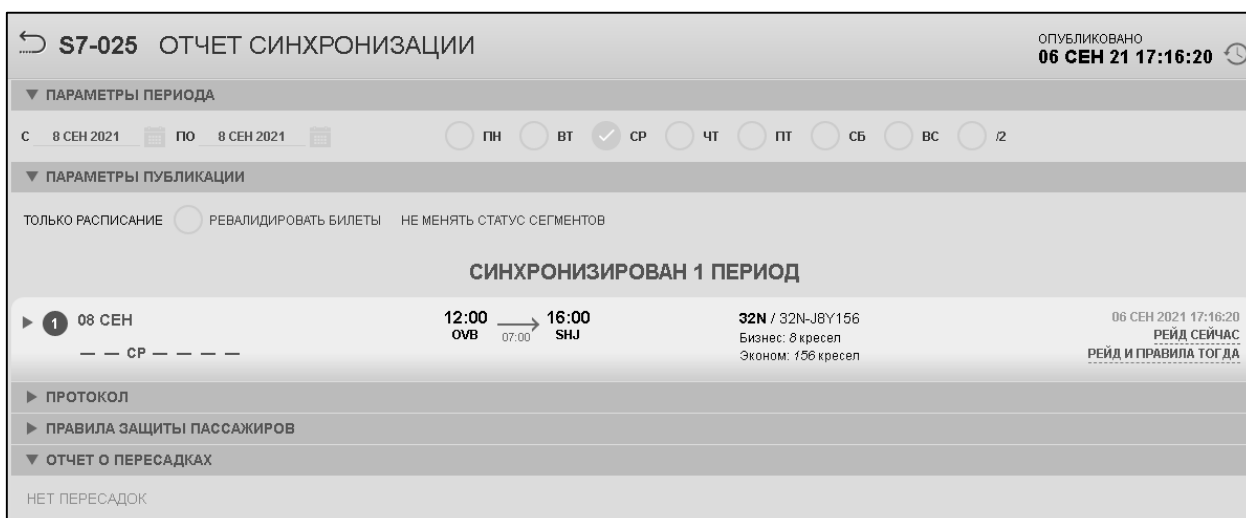 S7-025 ОТЧЕТ СИНХРОНИЗАЦИИ
ОПУБЛИКОВАНО
06 СЕН 21 17:16:20
ПАРАМЕТРЫ ПЕРИОДА
С 8 СЕН 2021 ПО 8 СЕН 2021 ПН ВТ СР ЧТ ПТ СБ ВС /2
ПАРАМЕТРЫ ПУБЛИКАЦИИ
ТОЛЬКО РАСПИСАНИЕ РЕВАЛИДИРОВАТЬ БИЛЕТЫ НЕ МЕНЯТЬ СТАТУС СЕГМЕНТОВ
СИНХРОНИЗИРОВАН 1 ПЕРИОД
1 08 СЕН
— — СР — — — —
12:00 07:00 16:00
OVB SHJ
32N / 32N-J8Y156
Бизнес: 8 кресел
Эконом: 156 кресел
06 СЕН 2021 17:16:20
РЕЙД СЕЙЧАС
РЕЙД И ПРАВИЛА ТОГДА
ПРОТОКОЛ
ПРАВИЛА ЗАЩИТЫ ПАССАЖИРОВ
ОТЧЕТ О ПЕРЕСАДКАХ
НЕТ ПЕРЕСАДОК